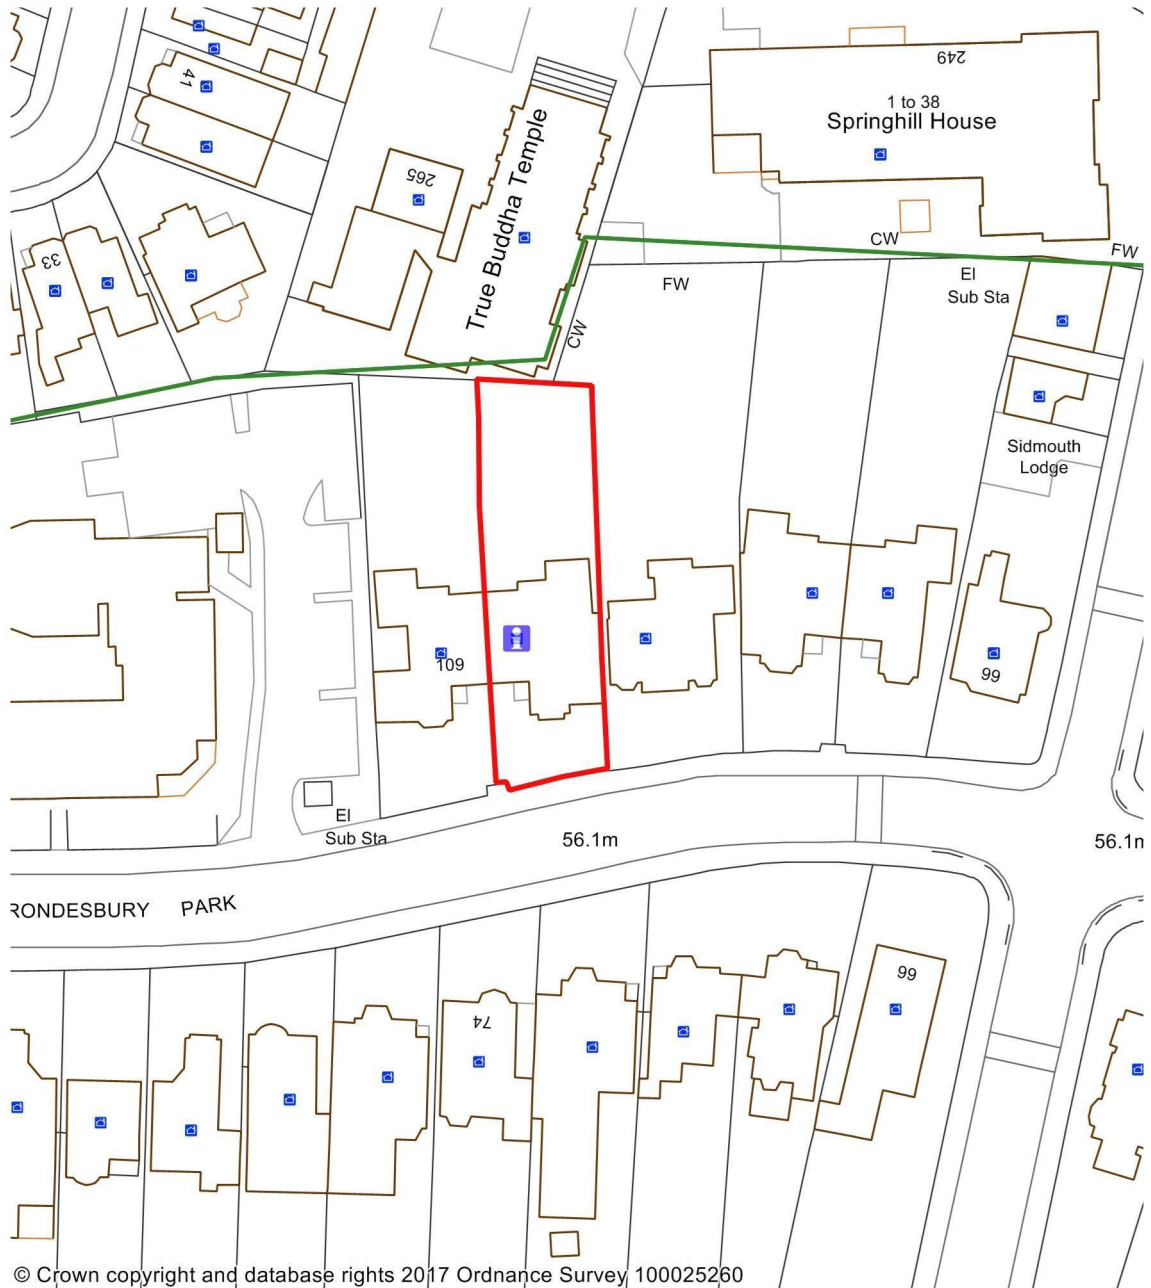 249
1 to 38
Springhill House
41
265
True Buddha Temple
33
CW
FW
CW
FW
El
Sub Sta
Sidmouth
Lodge
109
99
El
Sub Sta
56.1m
56.1m
RONDESBURY PARK
74
66
© Crown copyright and database rights 2017 Ordnance Survey 100025260